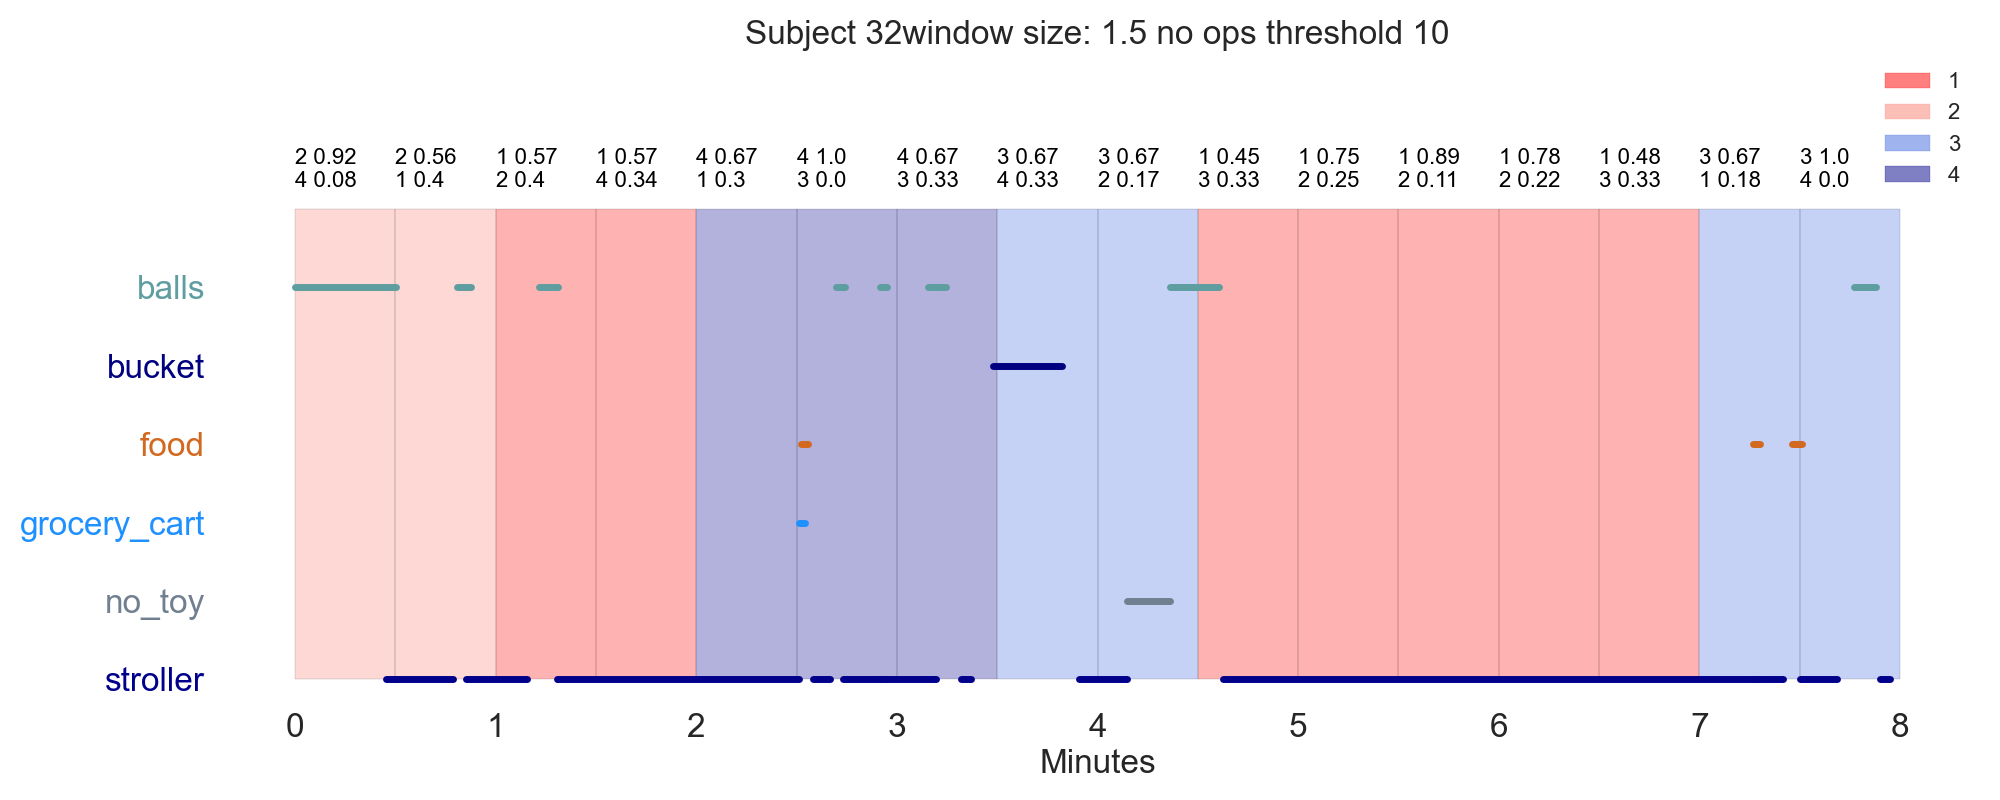 Subject 32window size: 1.5 no ops threshold 10
1
2
3
4
2 0.92 2 0.56 1 0.57 1 0.57 4 0.67 4 1.0 4 0.67 3 0.67 3 0.67 1 0.45 1 0.75 1 0.89 1 0.78 1 0.48 3 0.67 3 1.0
4 0.08 1 0.4 2 0.4 4 0.34 1 0.3 3 0.0 3 0.33 4 0.33 2 0.17 3 0.33 2 0.25 2 0.11 2 0.22 3 0.33 1 0.18 4 0.0
balls
bucket
food
grocery_cart
no_toy
stroller
0 1 2 3 4 5 6 7 8
Minutes